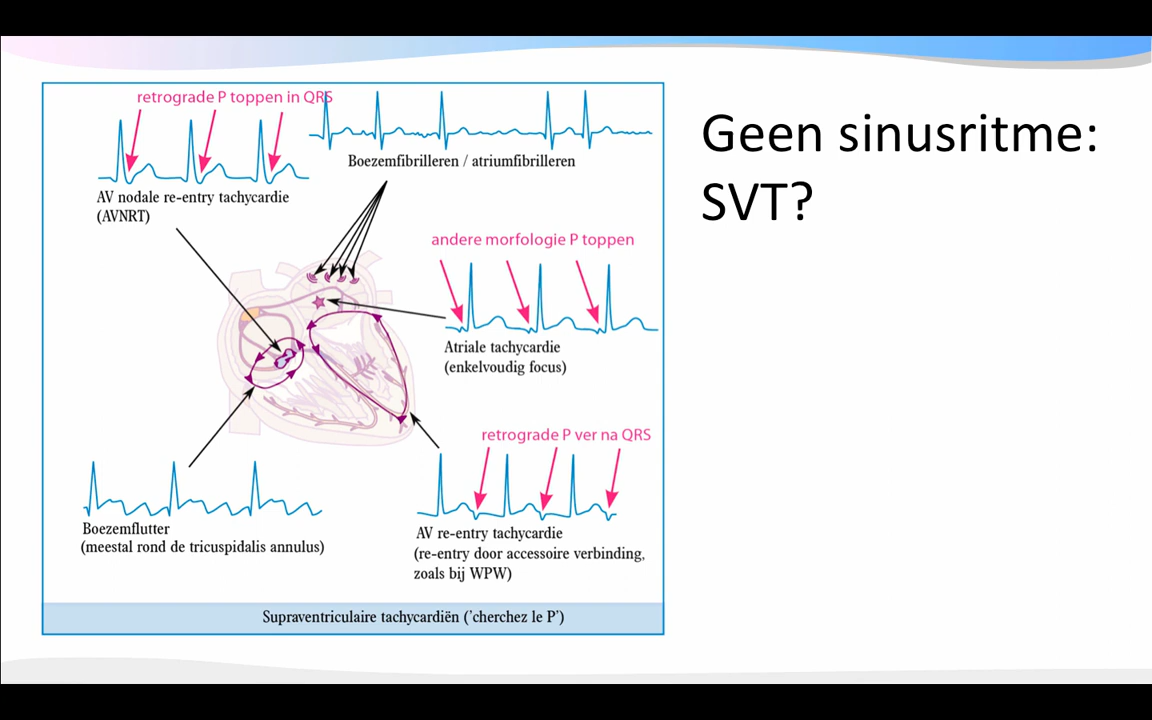 retrograde P toppen in QRS
Boezemfibrilleren / atriumfibrilleren
AV nodale re-entry tachycardie
(AVNRT)
andere morfologie P toppen
Atriale tachycardie
(enkelvoudig focus)
retrograde P ver na QRS
Boezemflutter
(meestal rond de tricuspidalis annulus)
AV re-entry tachycardie
(re-entry door accessoire verbinding,
zoals bij WPW)
Supraventriculaire tachycardiën ('cherchez le P')
Geen sinusritme:
SVT?